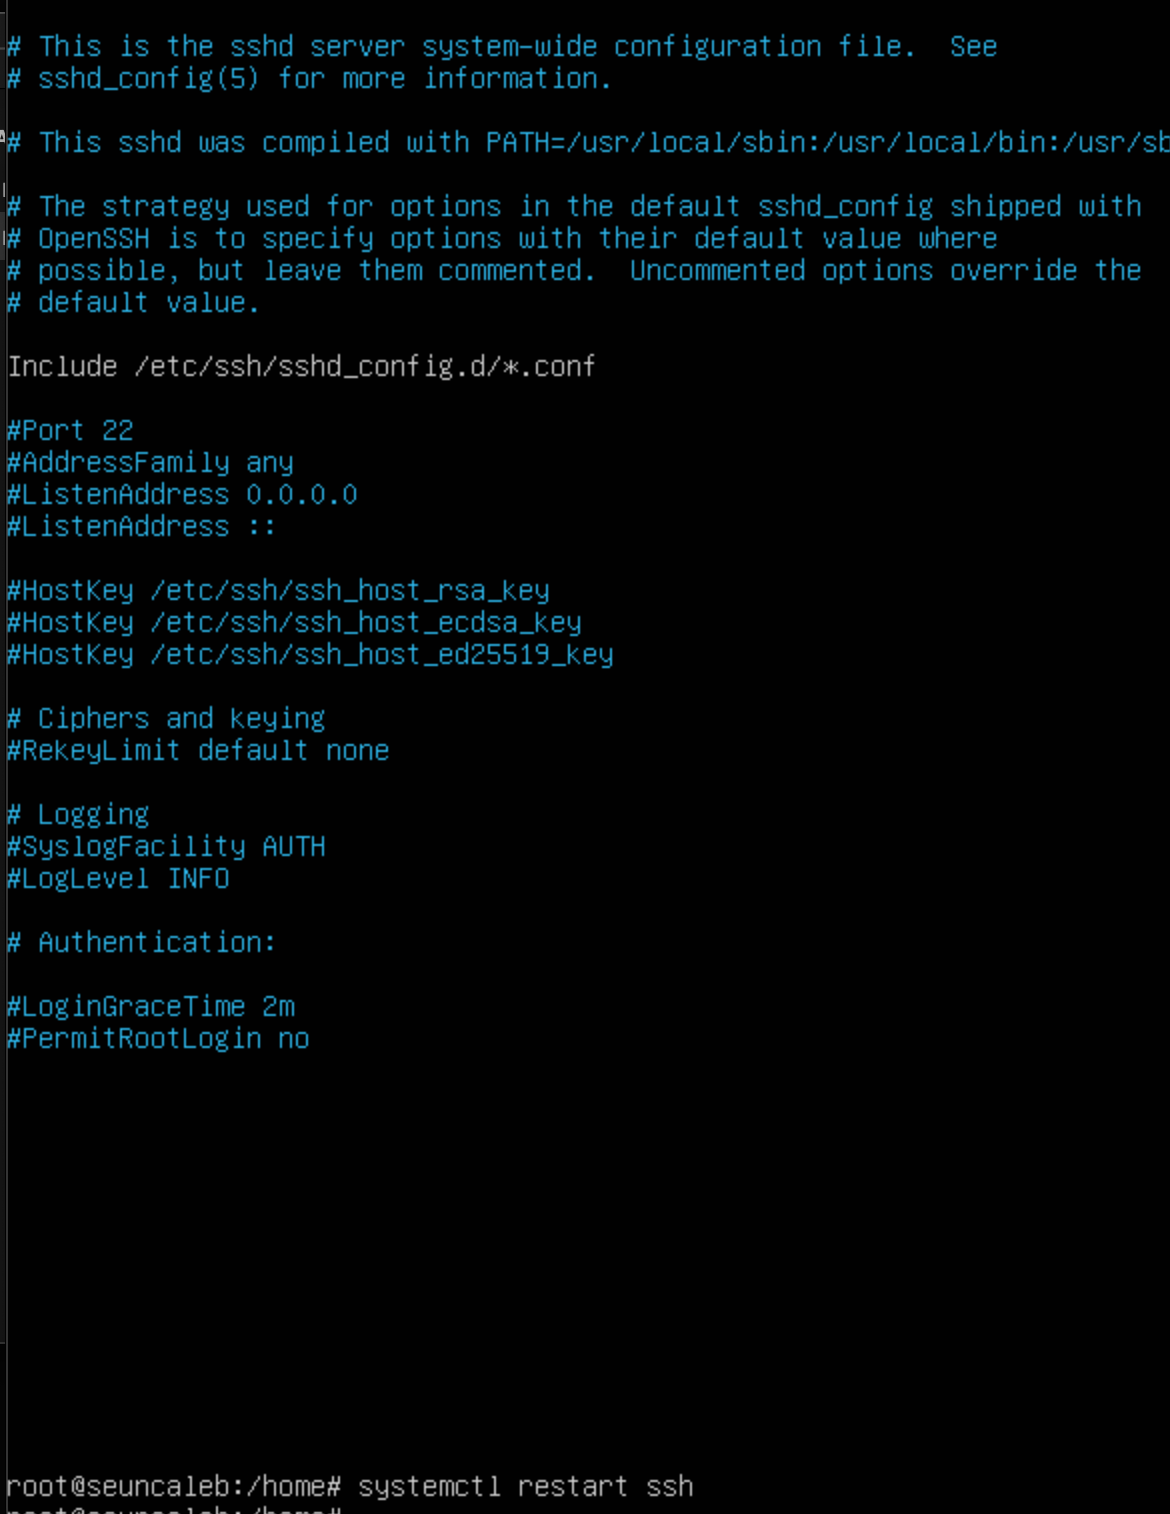 # This is the sshd server system-wide configuration file.  See
# sshd_config(5) for more information.
# This sshd was compiled with PATH=/usr/local/sbin:/usr/local/bin:/usr/sb
# The strategy used for options in the default sshd_config shipped with
# OpenSSH is to specify options with their default value where
# possible, but leave them commented.  Uncommented options override the
# default value.
Include /etc/ssh/sshd_config.d/*.conf
#Port 22
#AddressFamily any
#ListenAddress 0.0.0.0
#ListenAddress ::
#HostKey /etc/ssh/ssh_host_rsa_key
#HostKey /etc/ssh/ssh_host_ecdsa_key
#HostKey /etc/ssh/ssh_host_ed25519_key
# Ciphers and keying
#RekeyLimit default none
# Logging
#SyslogFacility AUTH
#LogLevel INFO
# Authentication:
#LoginGraceTime 2m
#PermitRootLogin no
root@seuncaleb:/home# systemctl restart ssh
root@seuncaleb:/home#